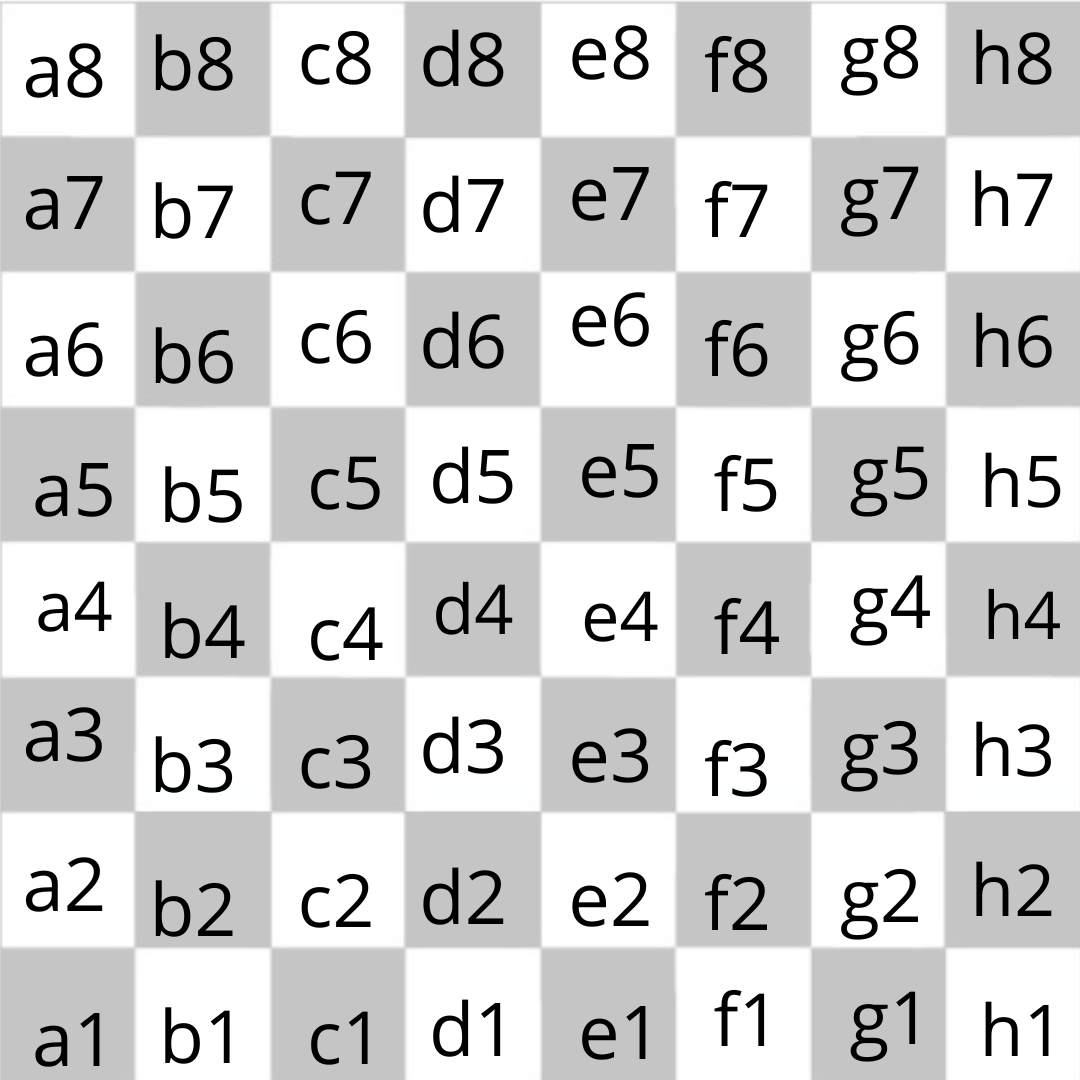 a8 b8 c8 d8 e8 f8 g8 h8
a7 b7 c7 d7 e7 f7 g7 h7
a6 b6 c6 d6 e6 f6 g6 h6
a5 b5 c5 d5 e5 f5 g5 h5
a4 b4 c4 d4 e4 f4 g4 h4
a3 b3 c3 d3 e3 f3 g3 h3
a2 b2 c2 d2 e2 f2 g2 h2
a1 b1 c1 d1 e1 f1 g1 h1